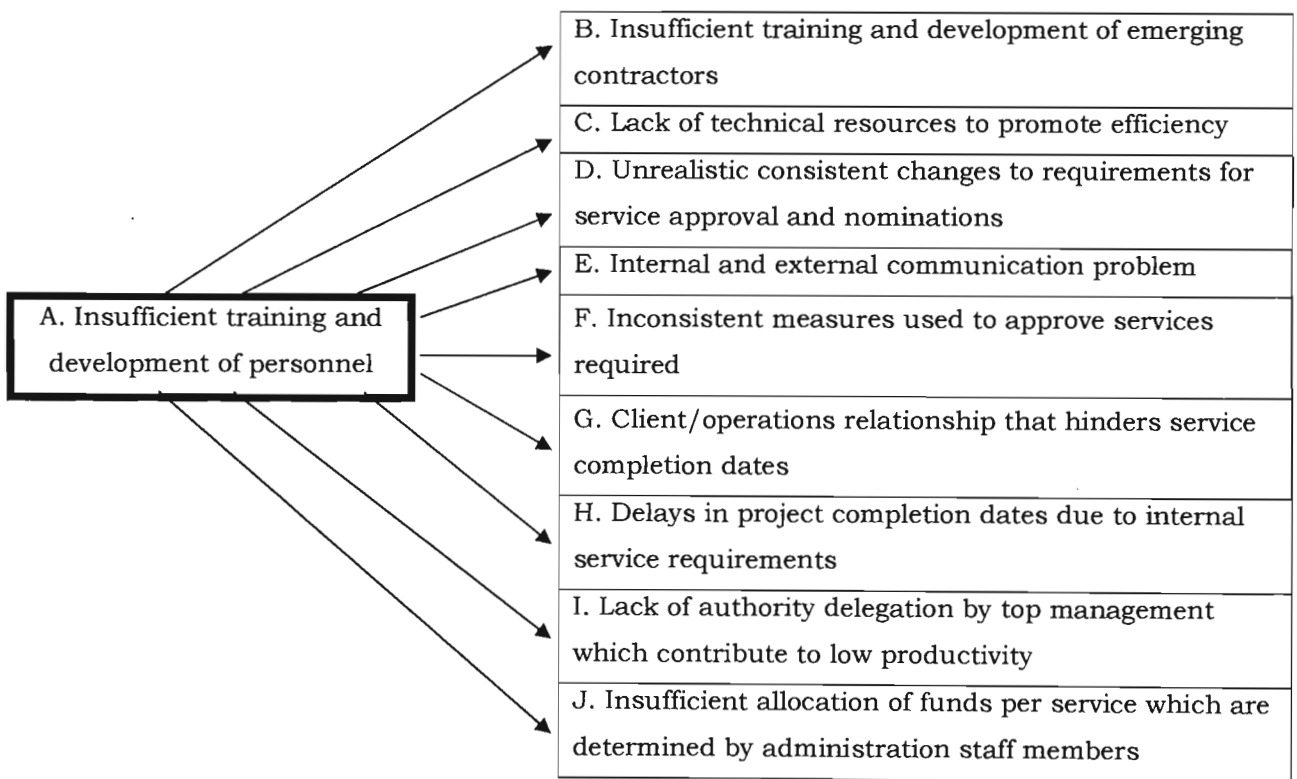 A. Insufficient training and
development of personnel
B. Insufficient training and development of emerging
contractors
C. Lack of technical resources to promote efficiency
D. Unrealistic consistent changes to requirements for
service approval and nominations
E. Internal and external communication problem
F. Inconsistent measures used to approve services
required
G. Client/operations relationship that hinders service
completion dates
H. Delays in project completion dates due to internal
service requirements
I. Lack of authority delegation by top management
which contribute to low productivity
J. Insufficient allocation of funds per service which are
determined by administration staff members